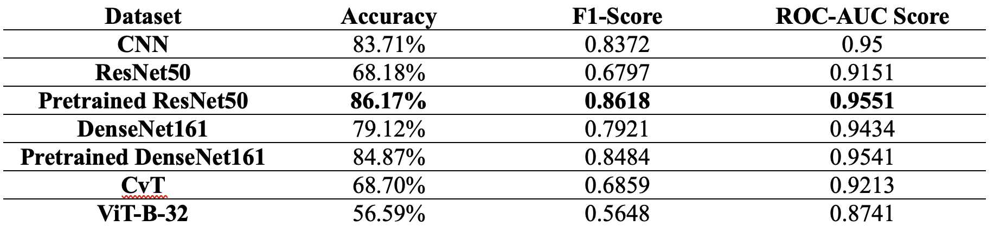 Dataset Accuracy F1-Score ROC-AUC Score
CNN 83.71% 0.8372 0.95
ResNet50 68.18% 0.6797 0.9151
Pretrained ResNet50 86.17% 0.8618 0.9551
DenseNet161 79.12% 0.7921 0.9434
Pretrained DenseNet161 84.87% 0.8484 0.9541
CvT 68.70% 0.6859 0.9213
ViT-B-32 56.59% 0.5648 0.8741